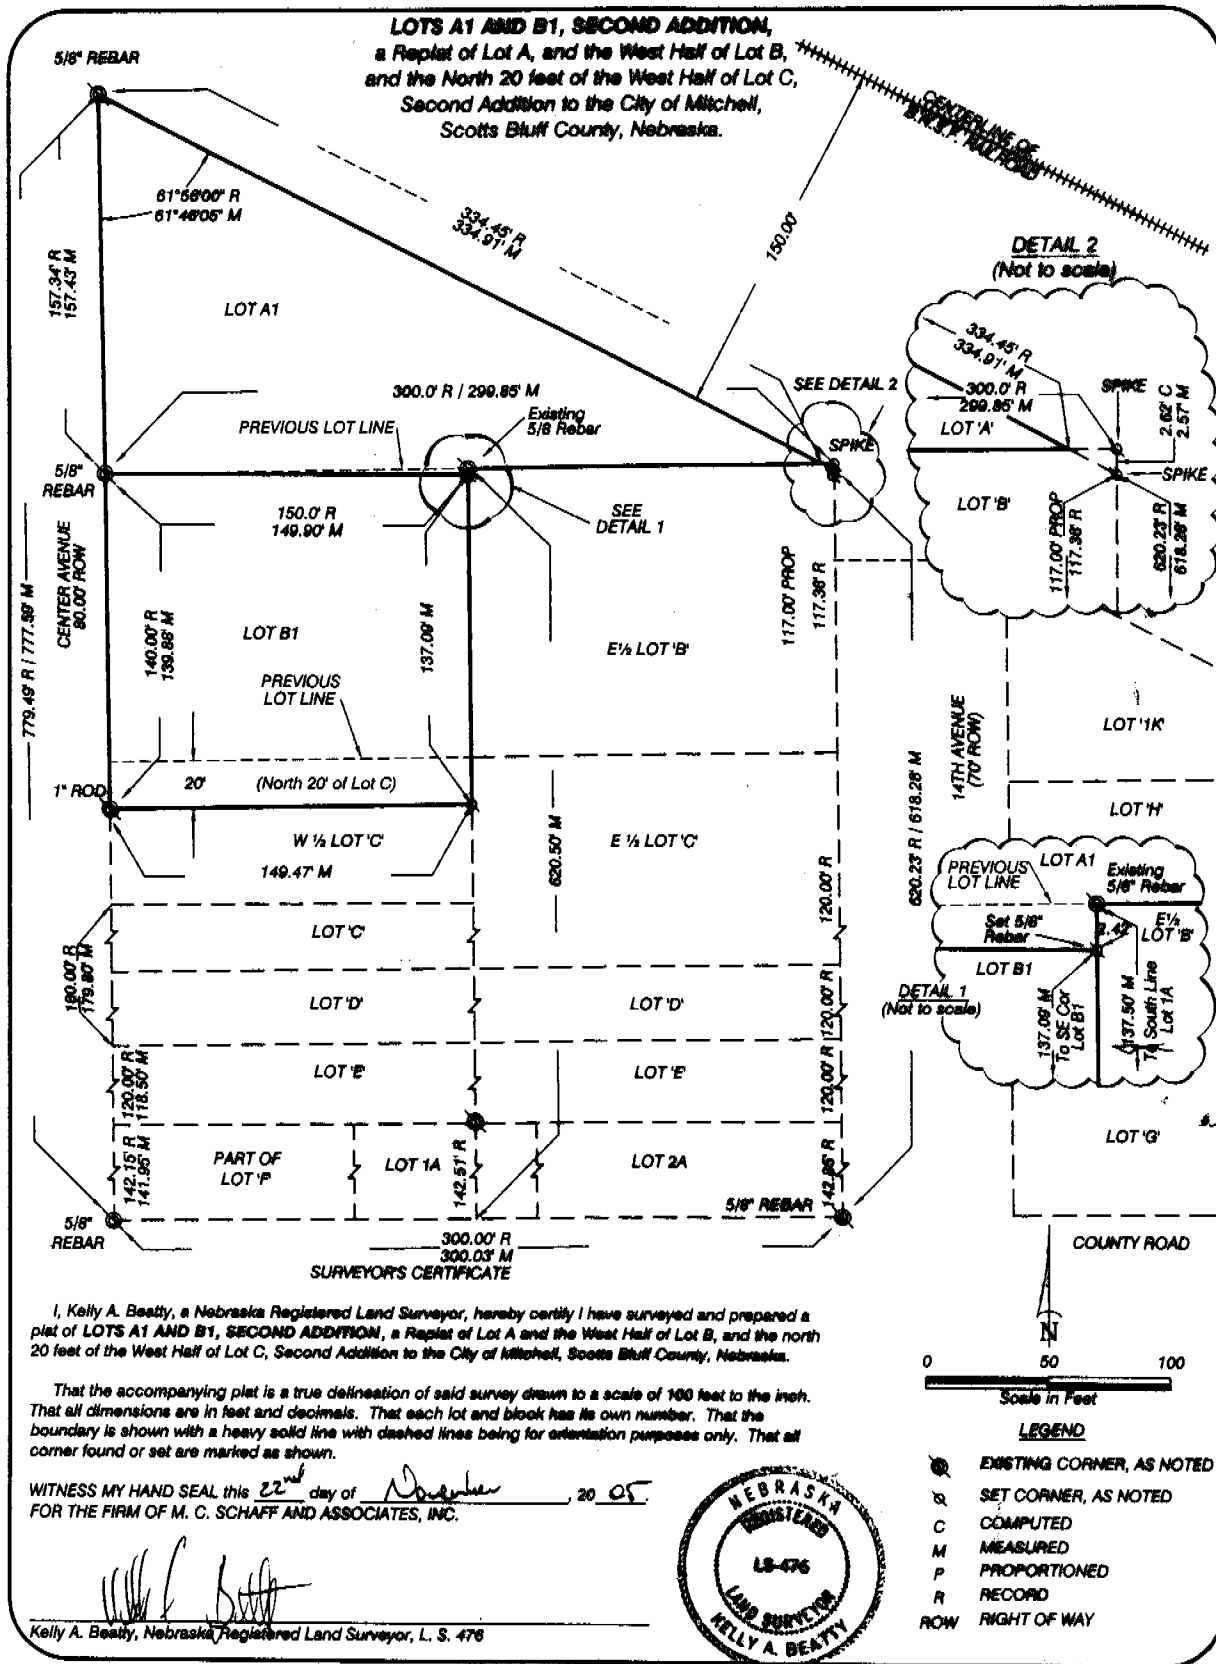 LOTS A1 AND B1, SECOND ADDITION,
a Replat of Lot A, and the West Half of Lot B,
and the North 20 feet of the West Half of Lot C,
Second Addition to the City of Mitchell,
Scotts Bluff County, Nebraska.
5/8" REBAR
CENTERLINE OF
B.N.S.F. RAILROAD
61°56'00" R
61°46'05" M
334.45' R
334.91' M
150.00'
157.34' R
157.43' M
LOT A1
300.0' R / 299.85' M
PREVIOUS LOT LINE
Existing
5/8 Rebar
SEE DETAIL 2
SPIKE
5/8"
REBAR
150.0' R
149.90' M
SEE
DETAIL 1
DETAIL 2
(Not to scale)
334.45' R
334.91' M
300.0' R
299.85' M
SPIKE
2.62' C
2.57' M
LOT 'A'
SPIKE
LOT 'B'
117.00' PROP
117.36' R
620.23' R
618.26' M
CENTER AVENUE
80.00' ROW
779.49' R / 777.59' M
140.00' R
139.88' M
LOT B1
137.09' M
E½ LOT 'B'
117.00' PROP
117.36' R
PREVIOUS
LOT LINE
1" ROD
20'
(North 20' of Lot C)
W ½ LOT 'C'
149.47' M
620.50' M
E ½ LOT 'C'
120.00' R
620.23' R / 618.26' M
14TH AVENUE
(70' ROW)
LOT '1K'
LOT 'H'
LOT A1
PREVIOUS
LOT LINE
Existing
5/8" Rebar
Set 5/8"
Rebar
2.42'
E½
LOT 'B'
LOT B1
DETAIL 1
(Not to scale)
137.09' M
To SE Cor
Lot B1
137.50' M
To South Line
Lot 1A
LOT 'C'
180.00' R
179.80' M
LOT 'D'
LOT 'D'
120.00' R
LOT 'E'
LOT 'E'
120.00' R
118.50' M
120.00' R
PART OF
LOT 'F'
142.15' R
141.95' M
LOT 1A
142.51' R
LOT 2A
142.86' R
LOT 'G'
5/8"
REBAR
5/8" REBAR
300.00' R
300.03' M
COUNTY ROAD
N
SURVEYOR'S CERTIFICATE
I, Kelly A. Beatty, a Nebraska Registered Land Surveyor, hereby certify I have surveyed and prepared a
plat of LOTS A1 AND B1, SECOND ADDITION, a Replat of Lot A and the West Half of Lot B, and the north
20 feet of the West Half of Lot C, Second Addition to the City of Mitchell, Scotts Bluff County, Nebraska.
That the accompanying plat is a true delineation of said survey drawn to a scale of 100 feet to the inch.
That all dimensions are in feet and decimals. That each lot and block has its own number. That the
boundary is shown with a heavy solid line with dashed lines being for orientation purposes only. That all
corner found or set are marked as shown.
WITNESS MY HAND SEAL this 22nd day of November, 20 05.
FOR THE FIRM OF M. C. SCHAFF AND ASSOCIATES, INC.
Kelly A. Beatty, Nebraska Registered Land Surveyor, L. S. 476
NEBRASKA
REGISTERED
LS-476
LAND SURVEYOR
KELLY A. BEATTY
0 50 100
Scale in Feet
LEGEND
EXISTING CORNER, AS NOTED
SET CORNER, AS NOTED
C COMPUTED
M MEASURED
P PROPORTIONED
R RECORD
ROW RIGHT OF WAY